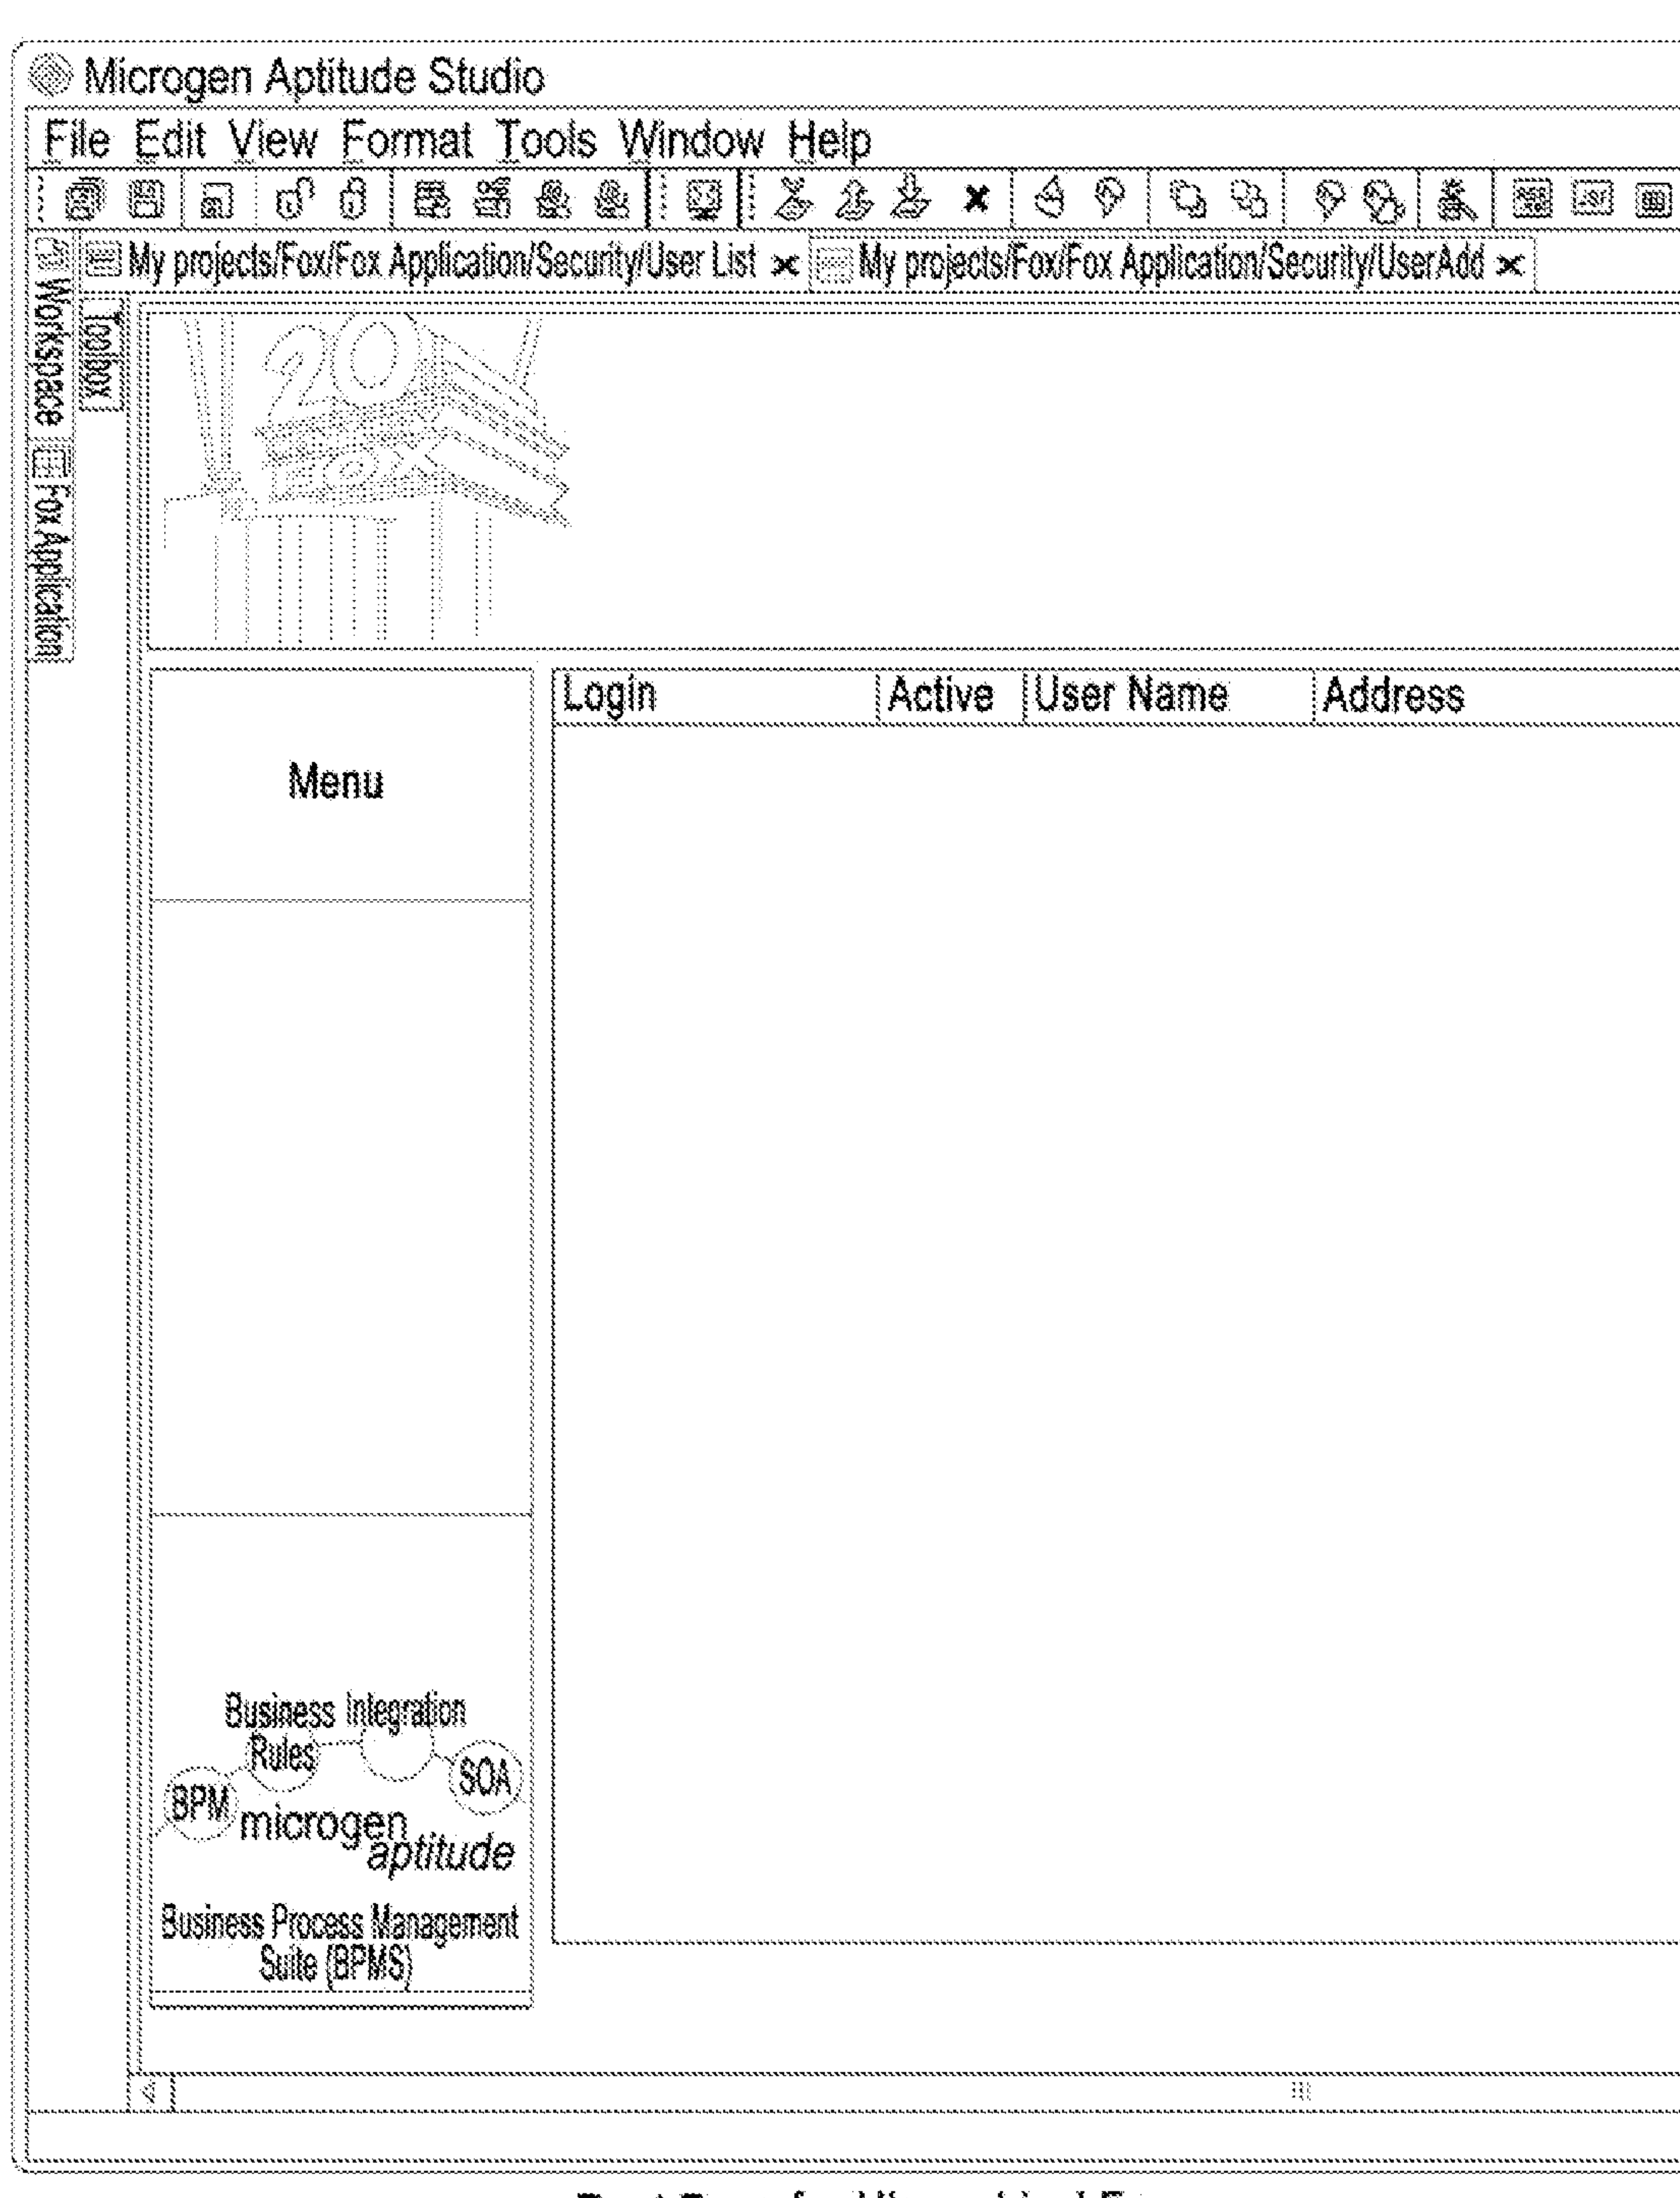 Microgen Aptitude Studio
File Edit View Format Tools Window Help
My projects/Fox/Fox Application/Security/User List × My projects/Fox/Fox Application/Security/UserAdd ×
Workspace
Fox Application
Toolbox
20
FOX
Menu
Login Active User Name Address
Business Integration
Rules
BPM
SOA
microgen
aptitude
Business Process Management
Suite (BPMS)